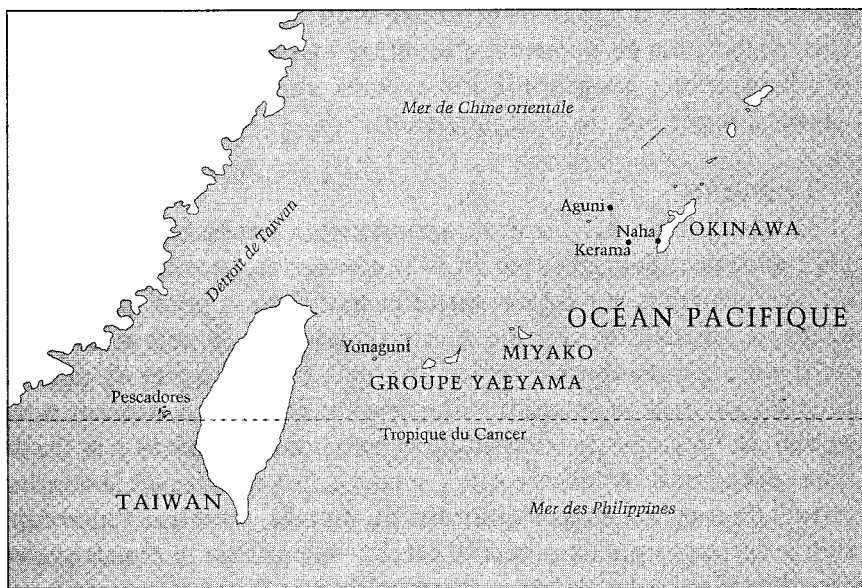 Mer de Chine orientale
Détroit de Taiwan
Aguni
Naha
OKINAWA
Kerama
OCÉAN PACIFIQUE
Yonaguni
MIYAKO
GROUPE YAEYAMA
Pescadores
Tropique du Cancer
TAIWAN
Mer des Philippines